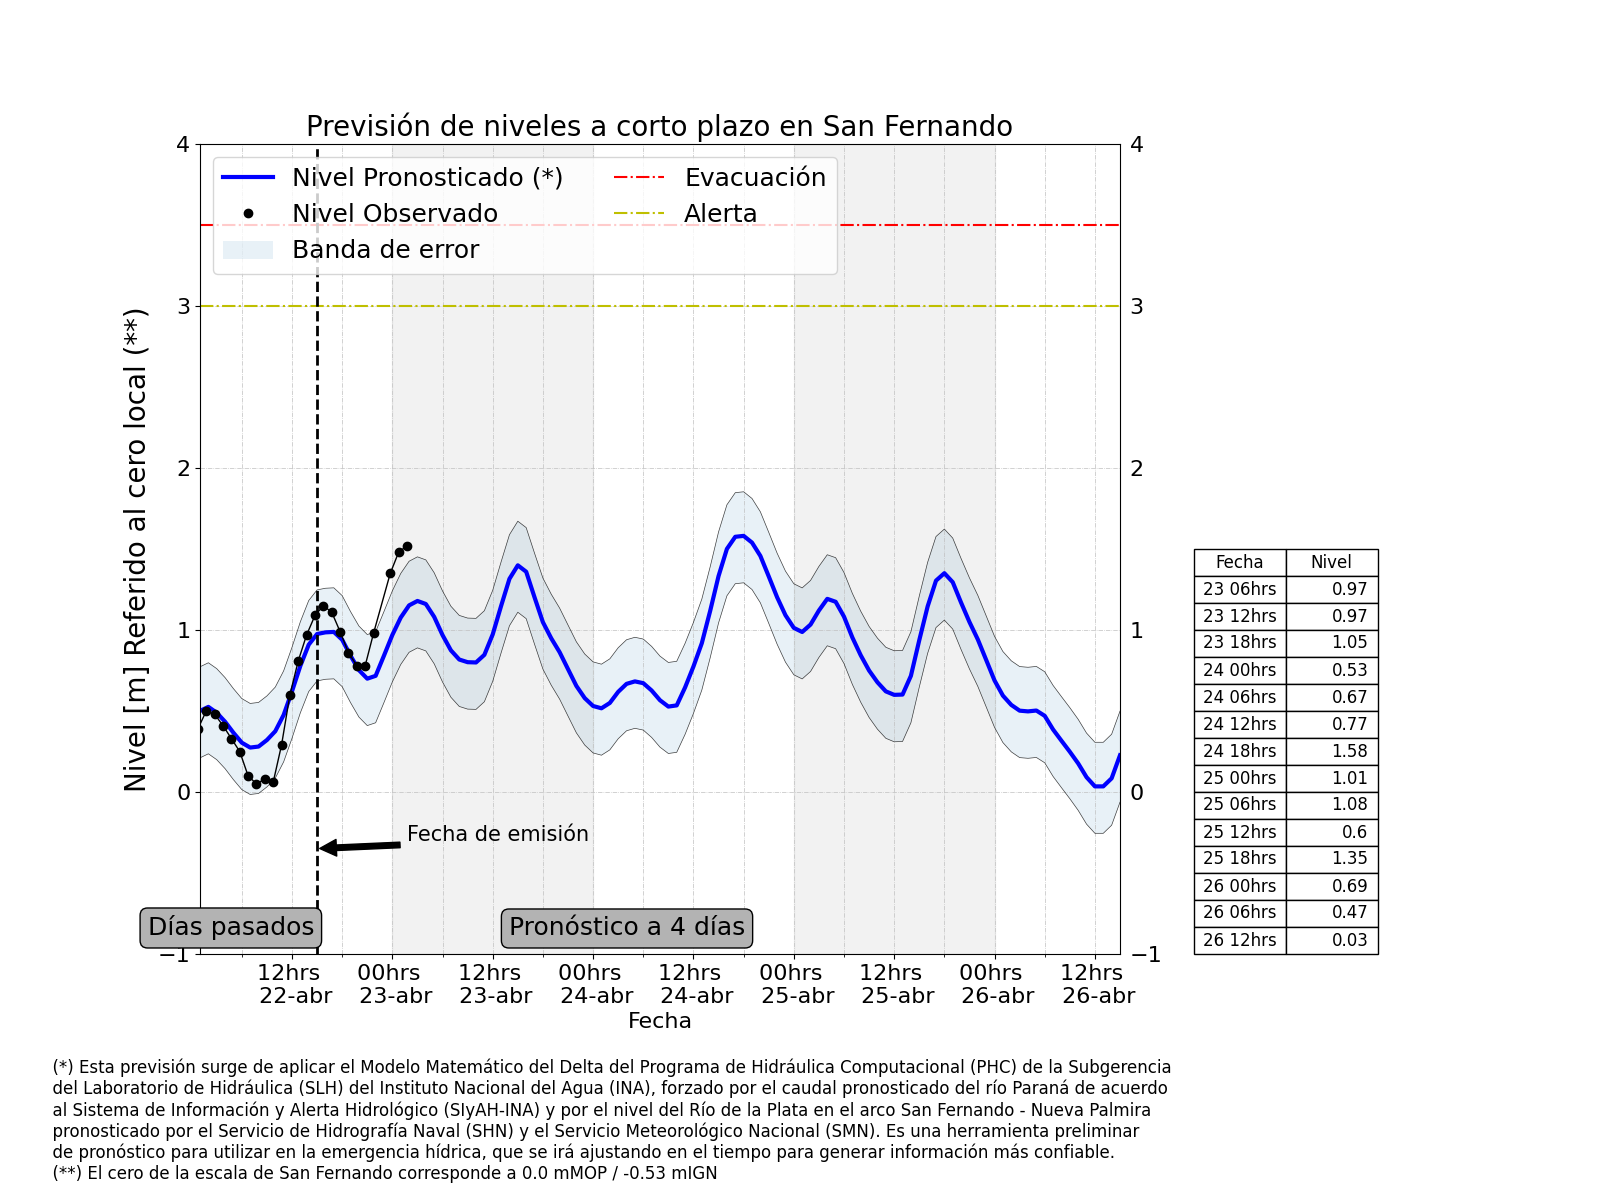 Previsión de niveles a corto plazo en San Fernando
Nivel Pronosticado (*)
Nivel Observado
Banda de error
Evacuación
Alerta
Nivel [m] Referido al cero local (**)
4
3
2
1
0
−1
4
3
2
1
0
−1
Fecha de emisión
Días pasados
Pronóstico a 4 días
12hrs
22-abr
00hrs
23-abr
12hrs
23-abr
00hrs
24-abr
12hrs
24-abr
00hrs
25-abr
12hrs
25-abr
00hrs
26-abr
12hrs
26-abr
Fecha
Fecha Nivel
23 06hrs 0.97
23 12hrs 0.97
23 18hrs 1.05
24 00hrs 0.53
24 06hrs 0.67
24 12hrs 0.77
24 18hrs 1.58
25 00hrs 1.01
25 06hrs 1.08
25 12hrs 0.6
25 18hrs 1.35
26 00hrs 0.69
26 06hrs 0.47
26 12hrs 0.03
(*) Esta previsión surge de aplicar el Modelo Matemático del Delta del Programa de Hidráulica Computacional (PHC) de la Subgerencia
del Laboratorio de Hidráulica (SLH) del Instituto Nacional del Agua (INA), forzado por el caudal pronosticado del río Paraná de acuerdo
al Sistema de Información y Alerta Hidrológico (SIyAH-INA) y por el nivel del Río de la Plata en el arco San Fernando - Nueva Palmira
pronosticado por el Servicio de Hidrografía Naval (SHN) y el Servicio Meteorológico Nacional (SMN). Es una herramienta preliminar
de pronóstico para utilizar en la emergencia hídrica, que se irá ajustando en el tiempo para generar información más confiable.
(**) El cero de la escala de San Fernando corresponde a 0.0 mMOP / -0.53 mIGN